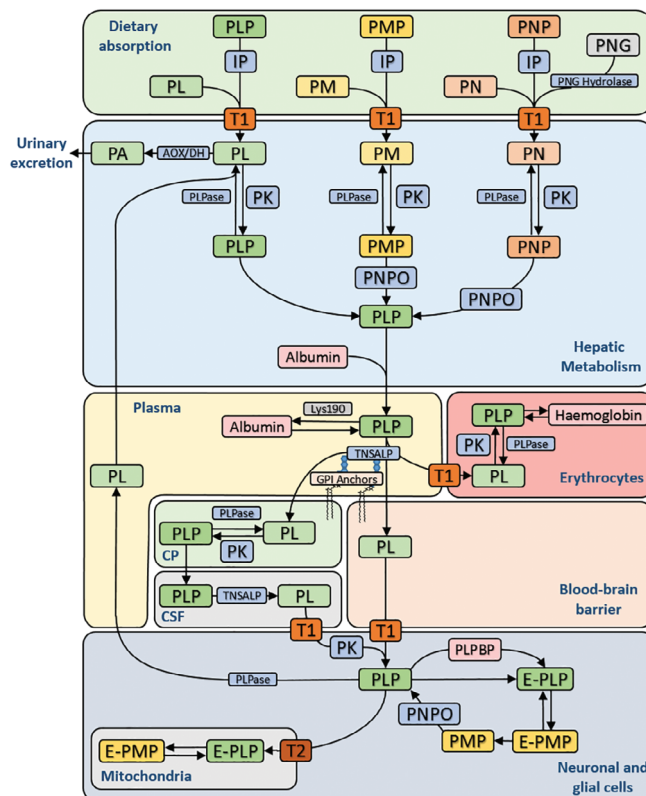 Dietary
absorption
PLP
PMP
PNP
PNG
IP
IP
IP
PNG Hydrolase
PL
PM
PN
T1
T1
T1
Urinary
excretion
PA
AOX/DH
PL
PM
PN
PLPase
PK
PLPase
PK
PLPase
PK
PLP
PMP
PNP
PNPO
PNPO
PLP
Albumin
Hepatic
Metabolism
Plasma
Lys190
Albumin
PLP
PLP
Haemoglobin
PK
PLPase
TNSALP
GPI Anchors
T1
PL
Erythrocytes
PL
PLPase
PLP
PL
PK
CP
PL
PLP
TNSALP
PL
CSF
Blood-brain
barrier
T1
T1
PK
PLPBP
PLPase
PLP
E-PLP
PNPO
PMP
E-PMP
E-PMP
E-PLP
T2
Mitochondria
Neuronal and
glial cells